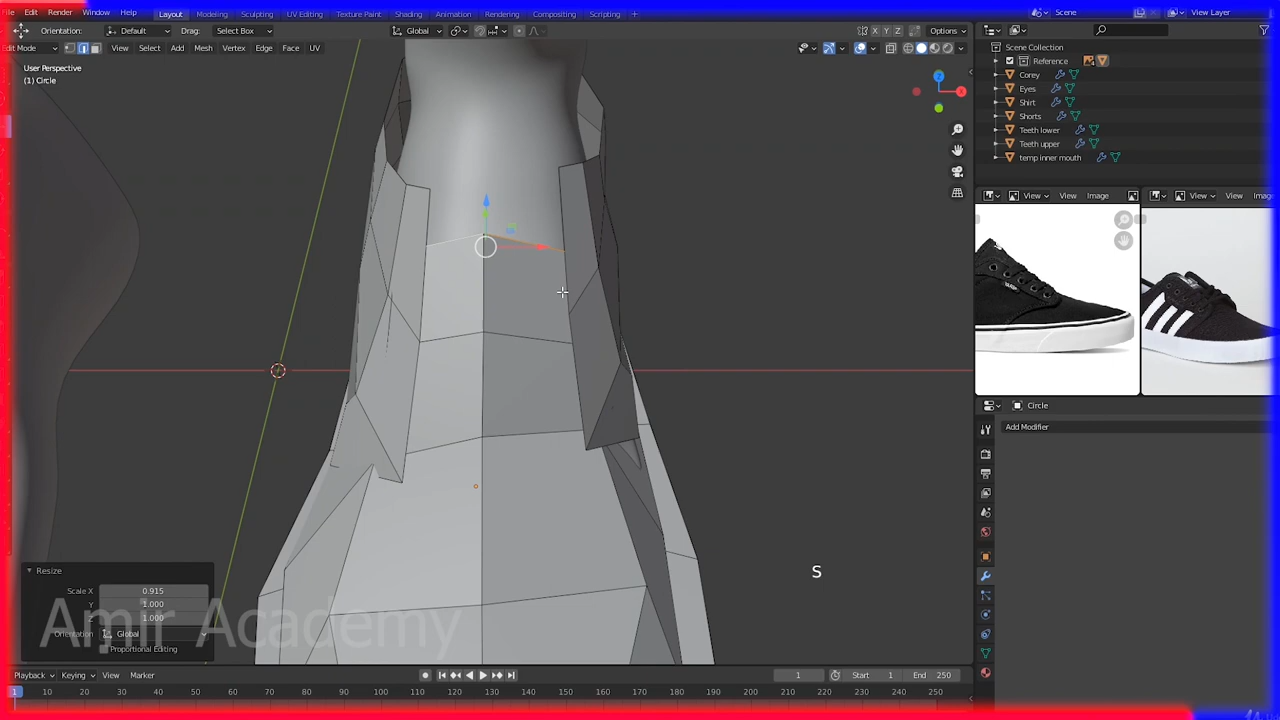 File Edit Render Window Help Layout Modeling Sculpting UV Editing Texture Paint Shading Animation Rendering Compositing Scripting + Scene View Layer
Orientation: Default Drag: Select Box Global X Y Z Options
Edit Mode View Select Add Mesh Vertex Edge Face UV
User Perspective
(1) Circle
Scene Collection
Reference
Corey
Eyes
Shirt
Shorts
Teeth lower
Teeth upper
temp inner mouth
View View Image View View Image
Circle
Add Modifier
S
Resize
Scale X 0.915
Y 1.000
Z 1.000
Orientation Global
Proportional Editing
Amir Academy
Playback Keying View Marker 1 Start 1 End 250
1 10 20 30 40 50 60 70 80 90 100 110 120 130 140 150 160 170 180 190 200 210 220 230 240 250